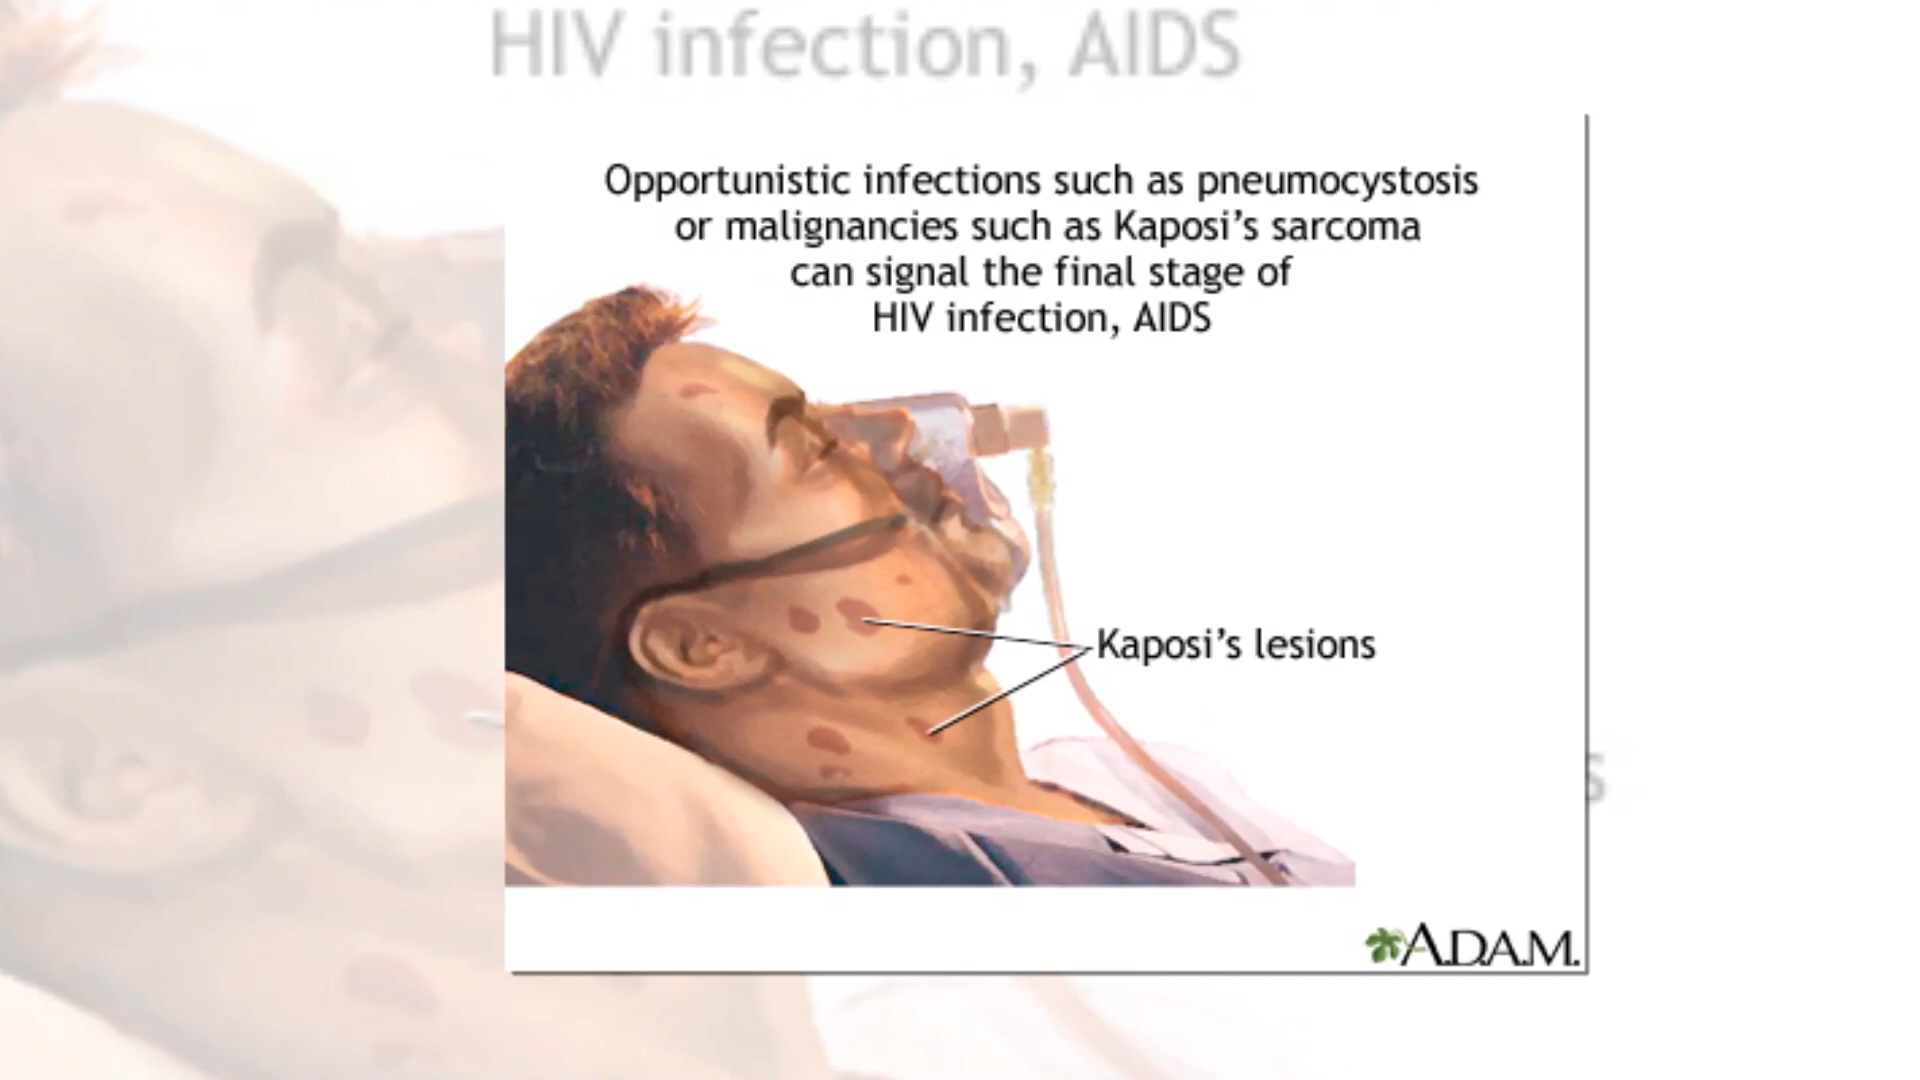 HIV infection, AIDS
Opportunistic infections such as pneumocystosis
or malignancies such as Kaposi's sarcoma
can signal the final stage of
HIV infection, AIDS
Kaposi's lesions
A.D.A.M.